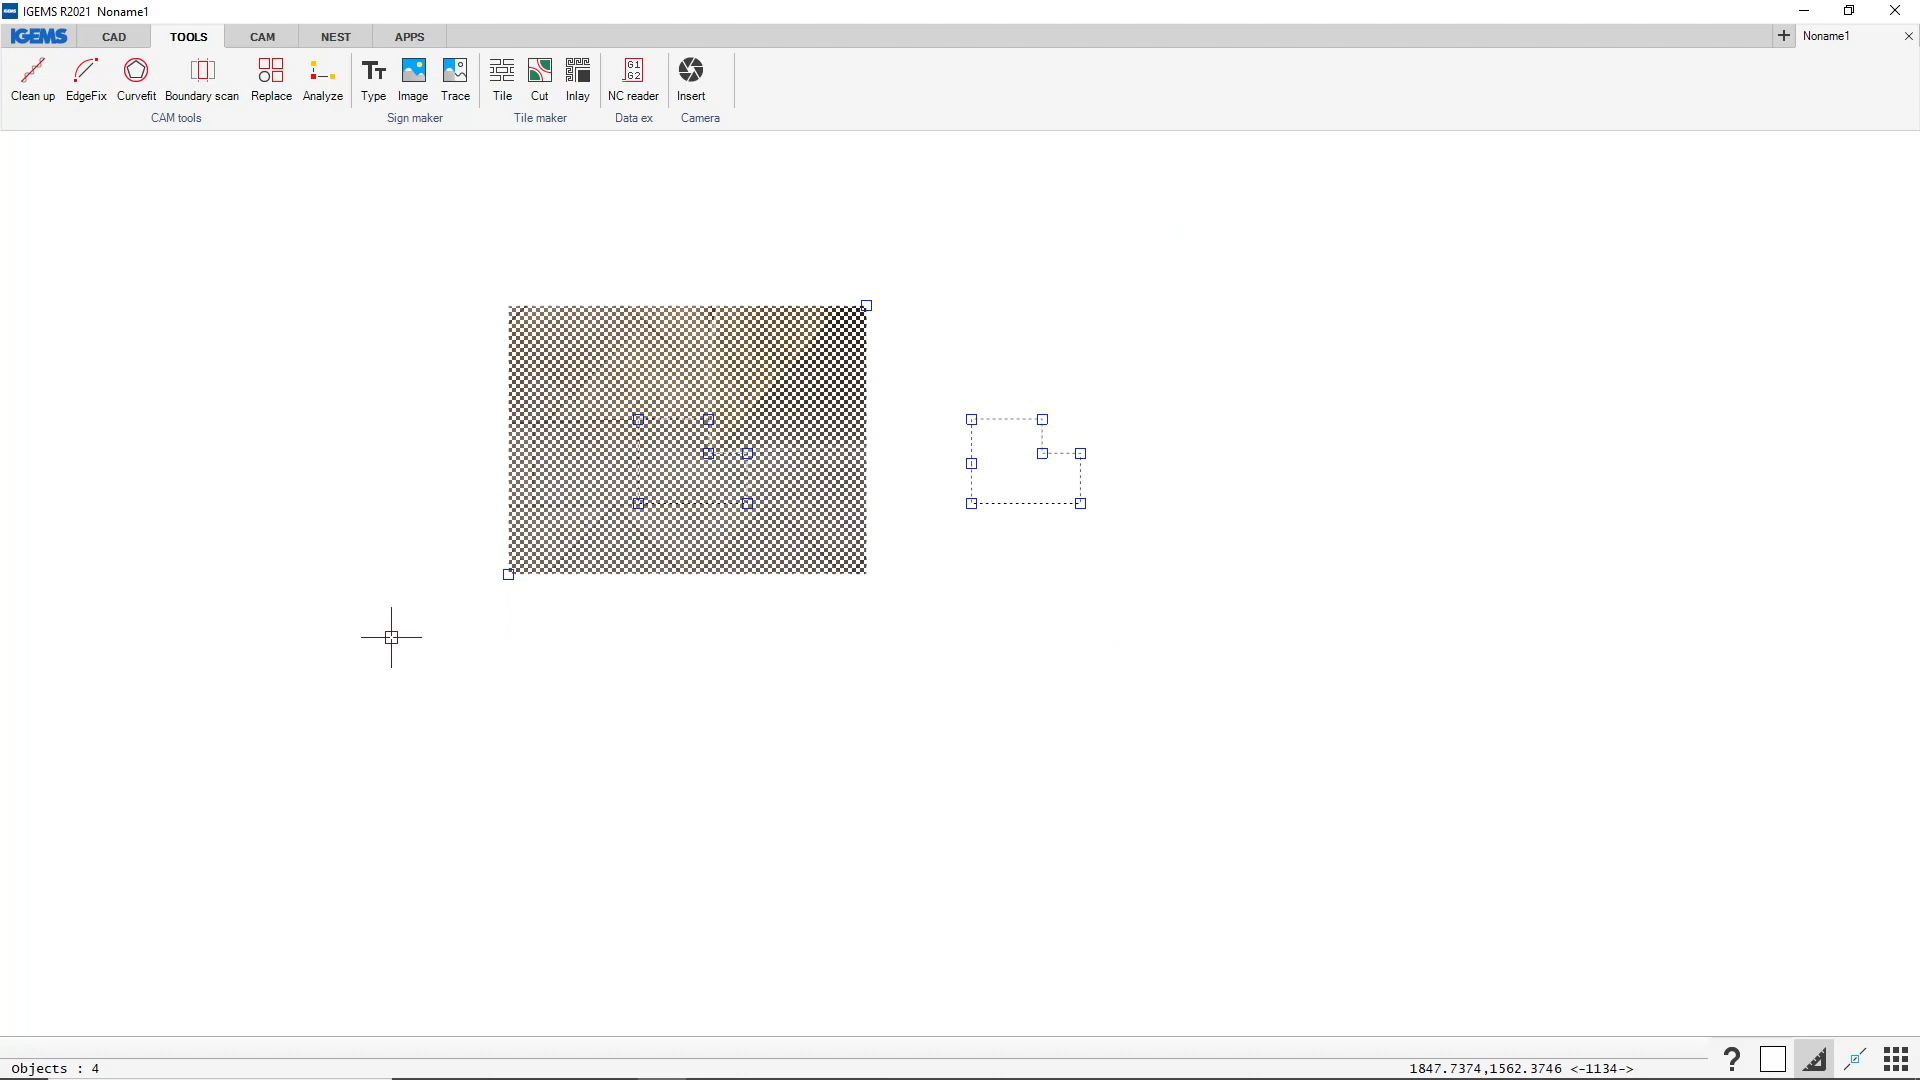 IGEMS R2021 Noname1
IGEMS CAD TOOLS CAM NEST APPS + Noname1
G1
G2
Clean up EdgeFix Curvefit Boundary scan Replace Analyze Type Image Trace Tile Cut Inlay NC reader Insert
CAM tools Sign maker Tile maker Data ex Camera
Objects : 4 1847.7374,1562.3746 <-1134->